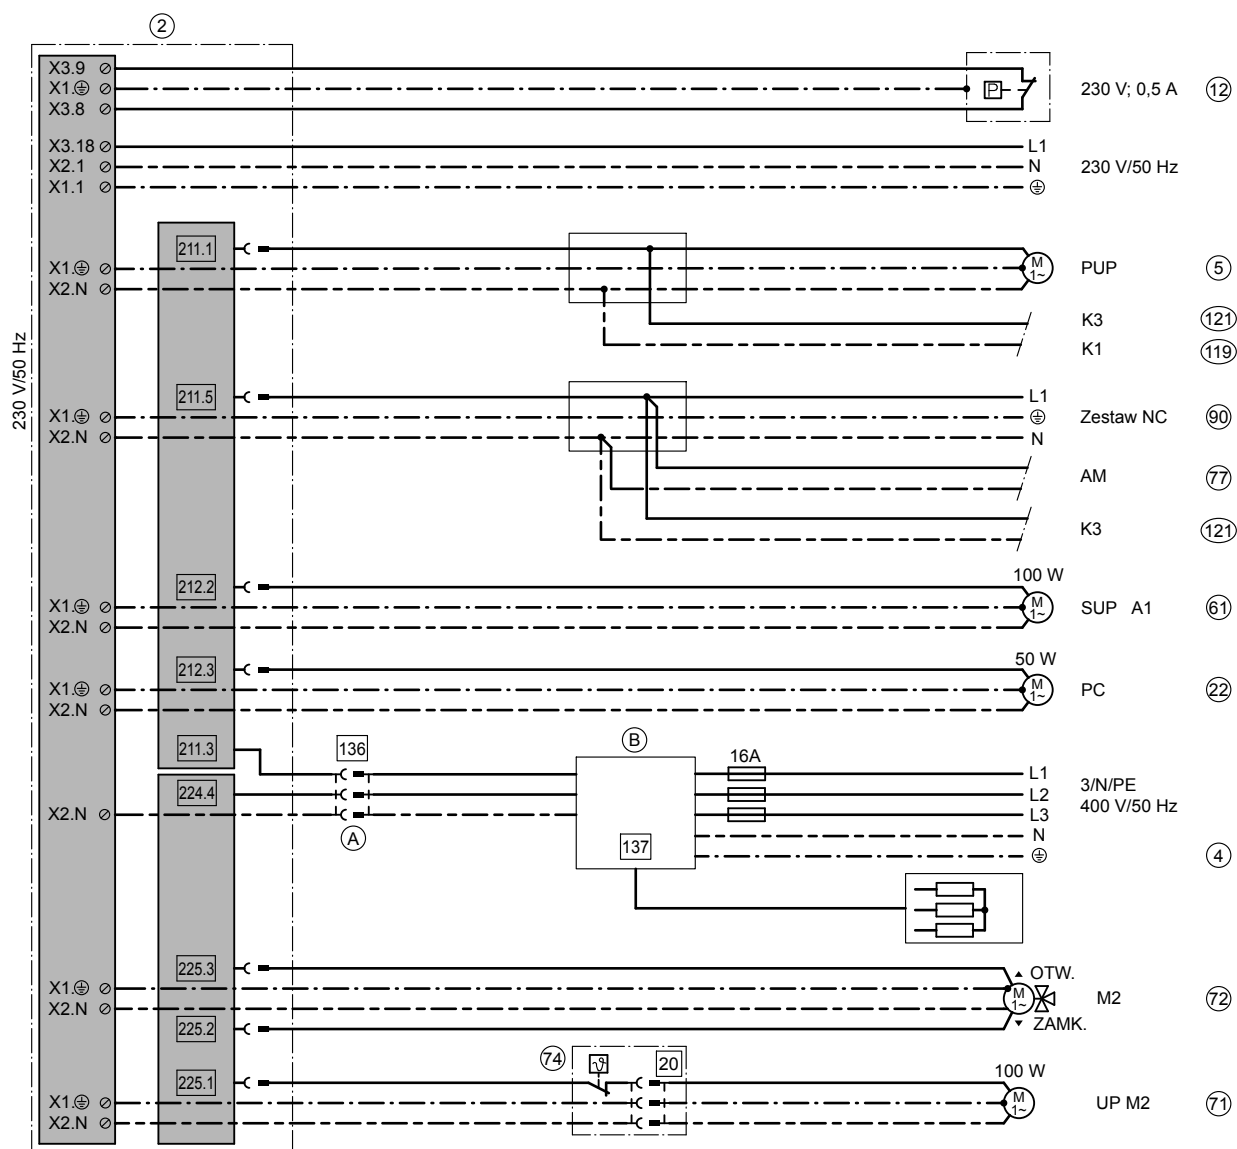 2
X3.9
X1.
X3.8
P
230 V; 0,5 A 12
X3.18 L1
X2.1 N 230 V/50 Hz
X1.1
230 V/50 Hz
211.1
X1. M 1~ PUP 5
X2.N
K3 121
K1 119
211.5 L1
X1. Zestaw NC 90
X2.N N
AM 77
K3 121
212.2 100 W
X1. M 1~ SUP A1 61
X2.N
212.3 50 W
X1. M 1~ PC 22
X2.N
211.3 136 B 16A
L1 3/N/PE
224.4 L2 400 V/50 Hz
X2.N L3
A 137 N
4
225.3 OTW.
X1. M 1~ M2 72
X2.N
225.2 ZAMK.
74 ϑ 20
225.1 100 W
X1. M 1~ UP M2 71
X2.N